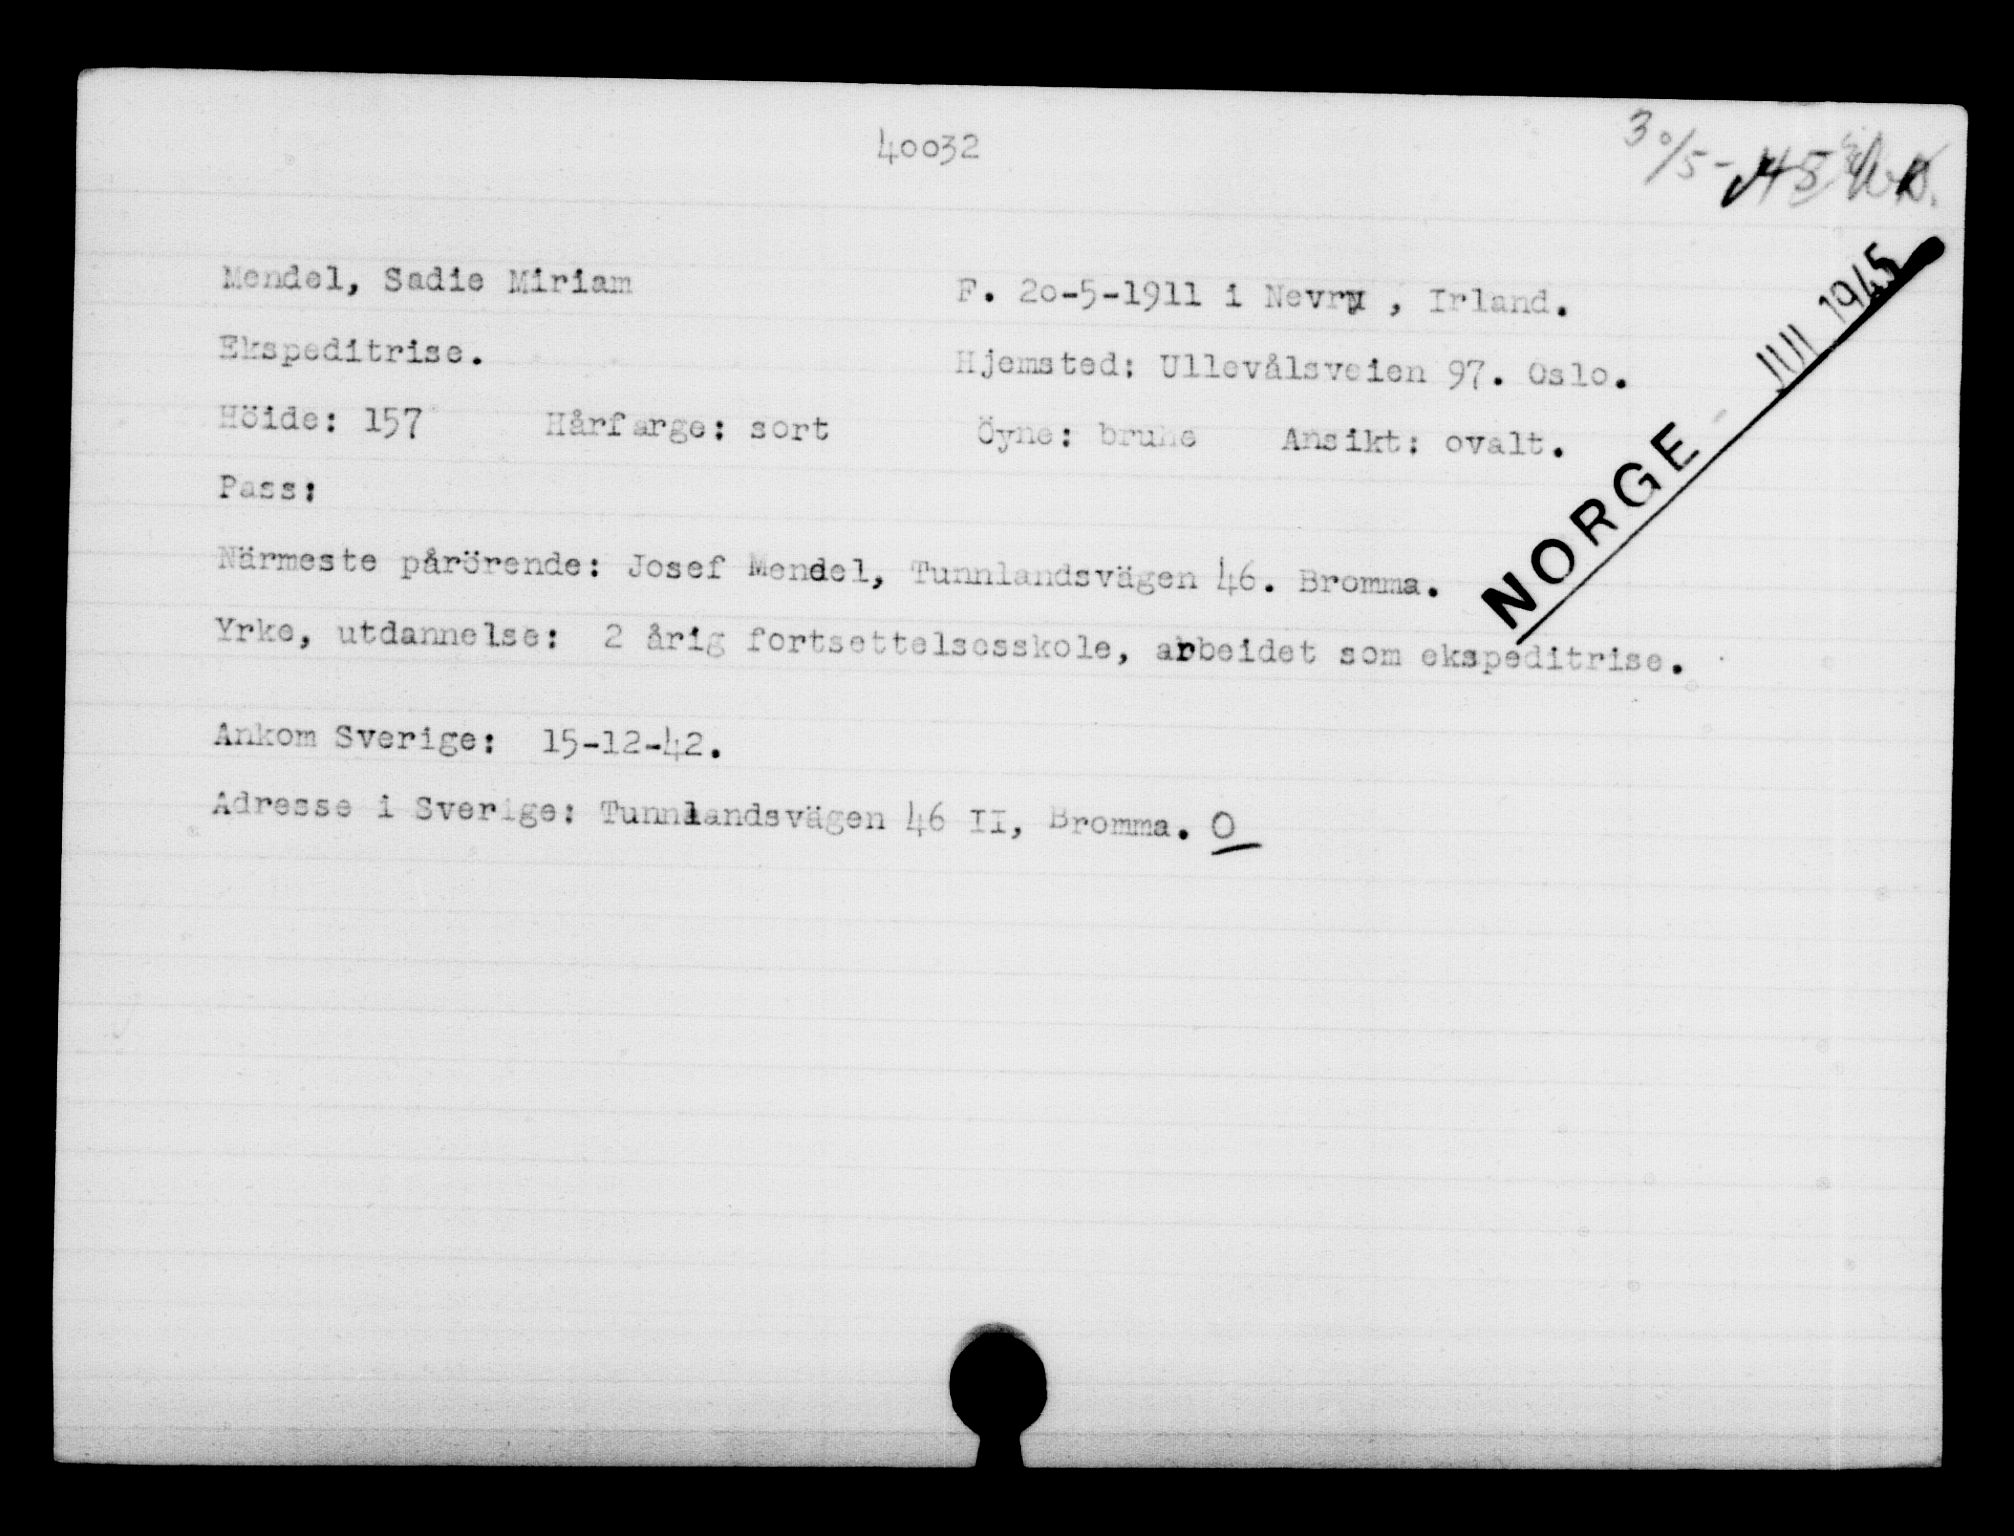 40032
30/5-45
JULI 1945
NORGE
Mendel, Sadie Miriam F. 20-5-1911 i Nevry , Irland.
Ekspeditrise. Hjemsted: Ullevålsveien 97. Oslo.
Höide: 157 Hårfarge: sort Öyne: brune Ansikt: ovalt.
Pass:
Närmeste pårörende: Josef Mendel, Tunnlandsvägen 46. Bromma.
Yrke, utdannelse: 2 årig fortsettelsesskole, arbeidet som ekspeditrise.
Ankom Sverige: 15-12-42.
Adresse i Sverige: Tunnlandsvägen 46 II, Bromma. O